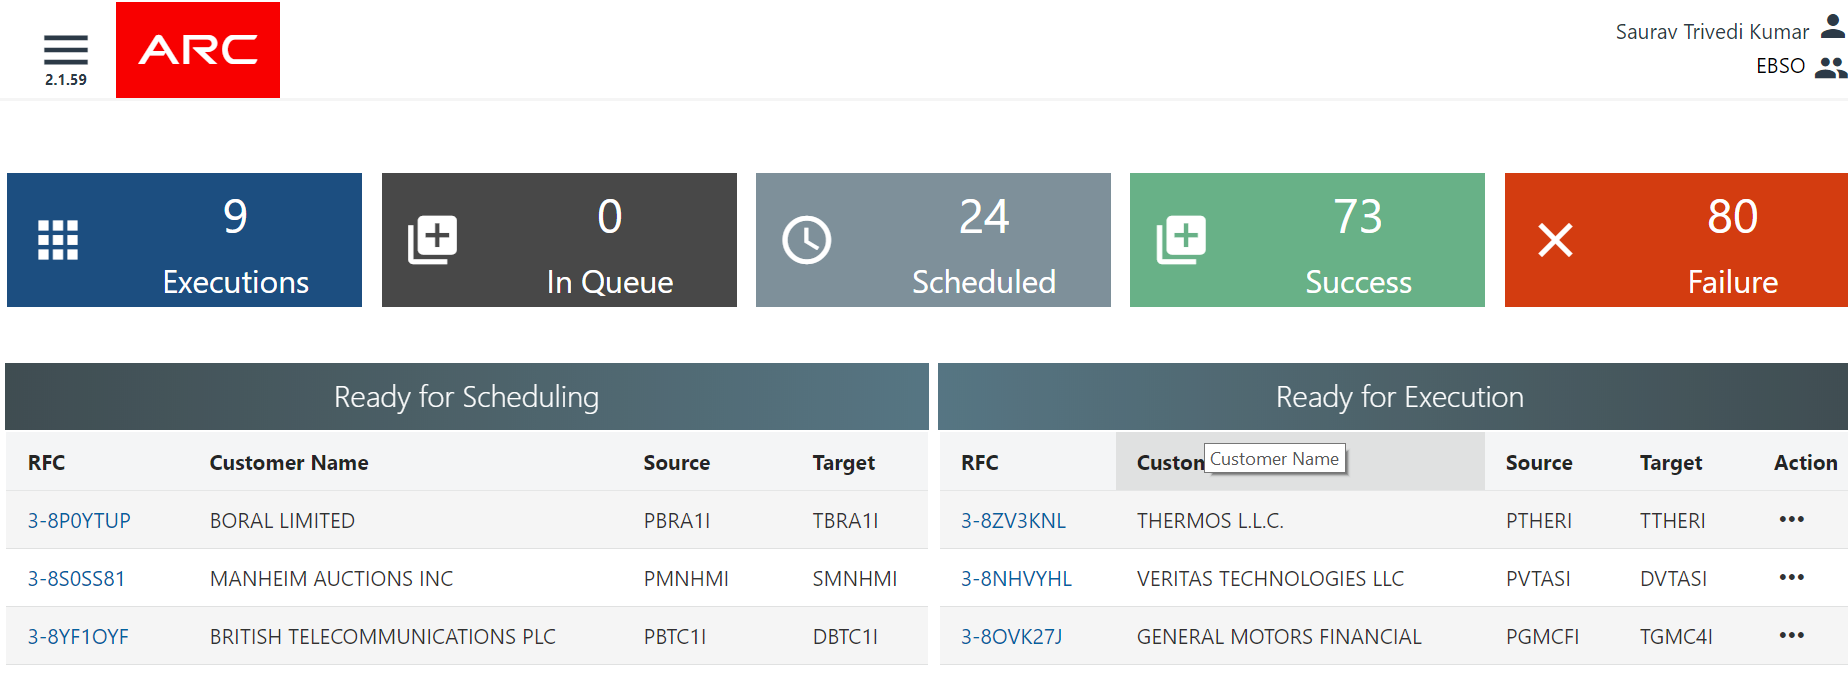 2.1.59
ARC
Saurav Trivedi Kumar
EBSO
9
Executions
0
In Queue
24
Scheduled
73
Success
80
Failure
Ready for Scheduling
RFC Customer Name Source Target
3-8P0YTUP BORAL LIMITED PBRA1I TBRA1I
3-8S0SS81 MANHEIM AUCTIONS INC PMNHMI SMNHMI
3-8YF1OYF BRITISH TELECOMMUNICATIONS PLC PBTC1I DBTC1I
Ready for Execution
RFC Custom Customer Name Source Target Action
3-8ZV3KNL THERMOS L.L.C. PTHERI TTHERI •••
3-8NHVYHL VERITAS TECHNOLOGIES LLC PVTASI DVTASI •••
3-8OVK27J GENERAL MOTORS FINANCIAL PGMCFI TGMC4I •••